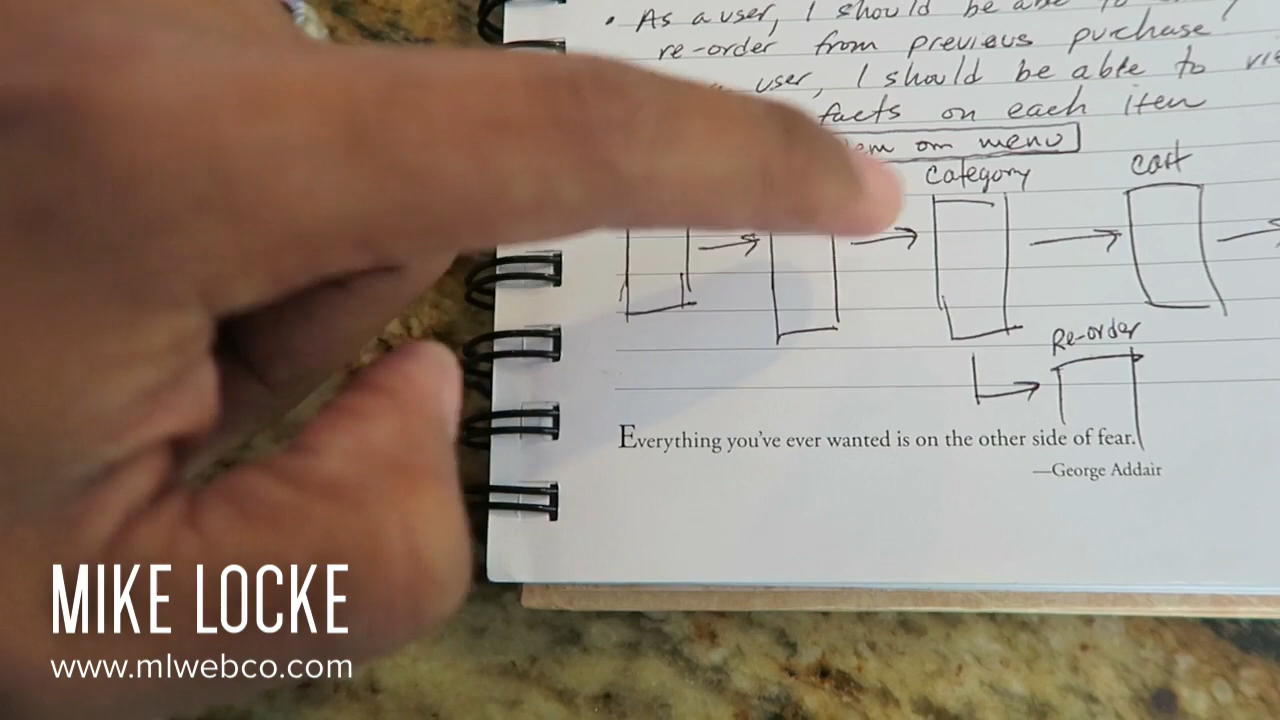 • As a user, I should be able to
re-order from previous purchase
user, I should be able to
facts on each item
om menu
Category
Cart
Re-order
Everything you've ever wanted is on the other side of fear.
—George Addair
MIKE LOCKE
www.mlwebco.com